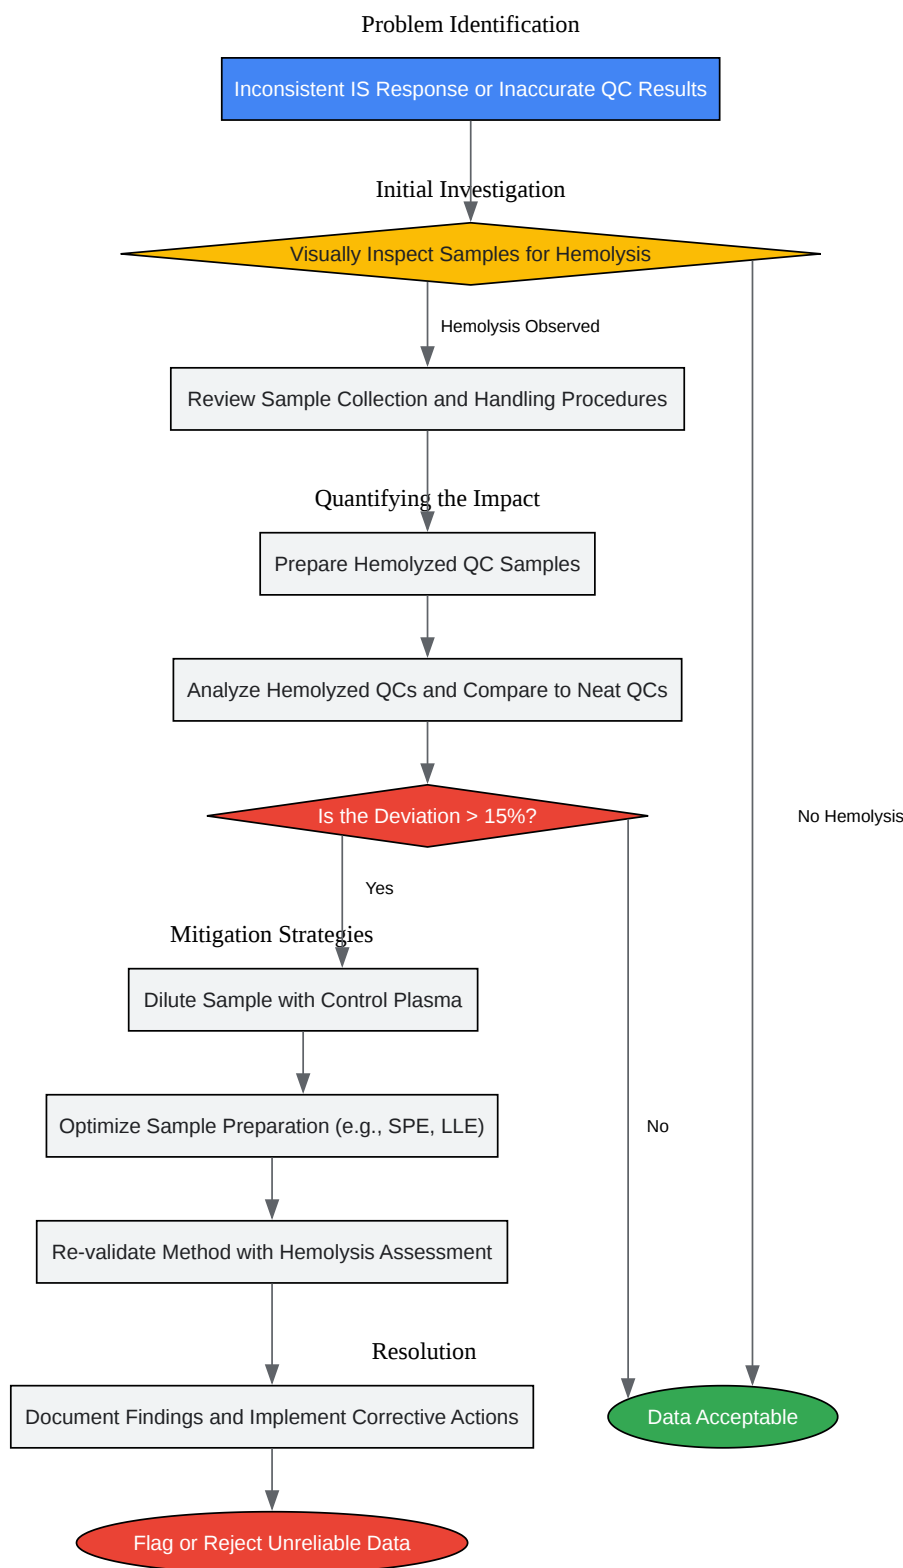 Problem Identification
Inconsistent IS Response or Inaccurate QC Results
Initial Investigation
Visually Inspect Samples for Hemolysis
Hemolysis Observed
Review Sample Collection and Handling Procedures
Quantifying the Impact
Prepare Hemolyzed QC Samples
Analyze Hemolyzed QCs and Compare to Neat QCs
Is the Deviation > 15%?
No Hemolysis
Yes
Mitigation Strategies
Dilute Sample with Control Plasma
Optimize Sample Preparation (e.g., SPE, LLE)
No
Re-validate Method with Hemolysis Assessment
Resolution
Document Findings and Implement Corrective Actions
Data Acceptable
Flag or Reject Unreliable Data